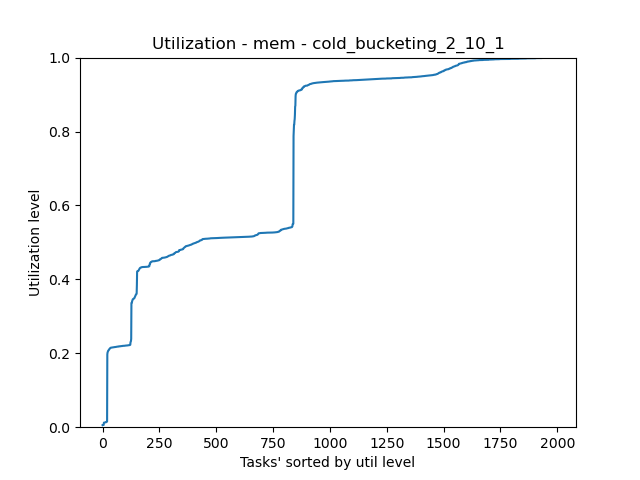 Utilization - mem - cold_bucketing_2_10_1
1.0
0.8
0.6
0.4
0.2
0.0
Utilization level
0 250 500 750 1000 1250 1500 1750 2000
Tasks' sorted by util level